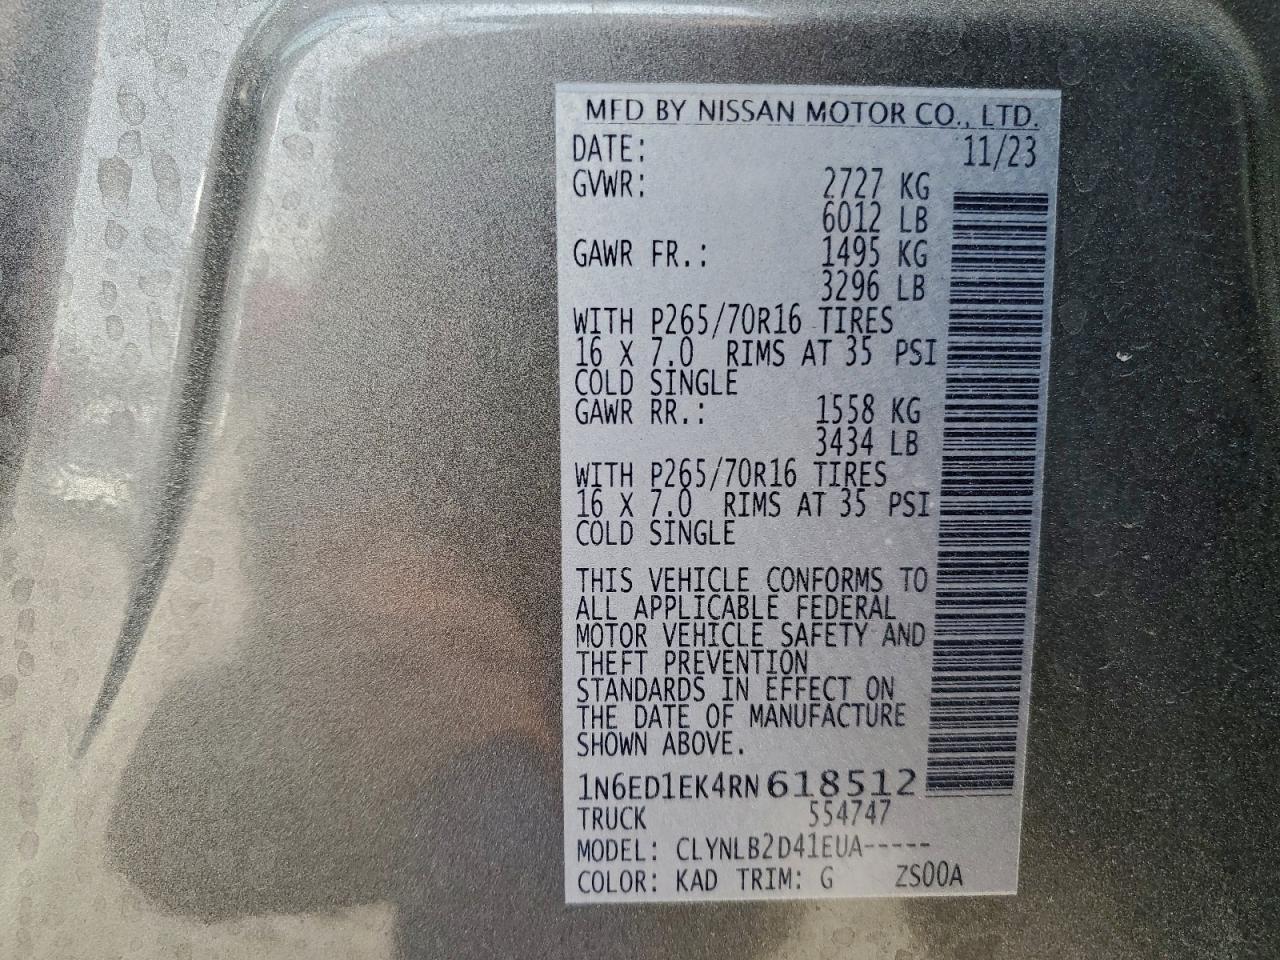 MFD BY NISSAN MOTOR CO., LTD.
DATE: 11/23
GVWR: 2727 KG
6012 LB
GAWR FR.: 1495 KG
3296 LB
WITH P265/70R16 TIRES
16 X 7.0 RIMS AT 35 PSI
COLD SINGLE
GAWR RR.: 1558 KG
3434 LB
WITH P265/70R16 TIRES
16 X 7.0 RIMS AT 35 PSI
COLD SINGLE
THIS VEHICLE CONFORMS TO
ALL APPLICABLE FEDERAL
MOTOR VEHICLE SAFETY AND
THEFT PREVENTION
STANDARDS IN EFFECT ON
THE DATE OF MANUFACTURE
SHOWN ABOVE.
1N6ED1EK4RN618512
TRUCK 554747
MODEL: CLYNLB2D41EUA-----
COLOR: KAD TRIM: G ZS00A